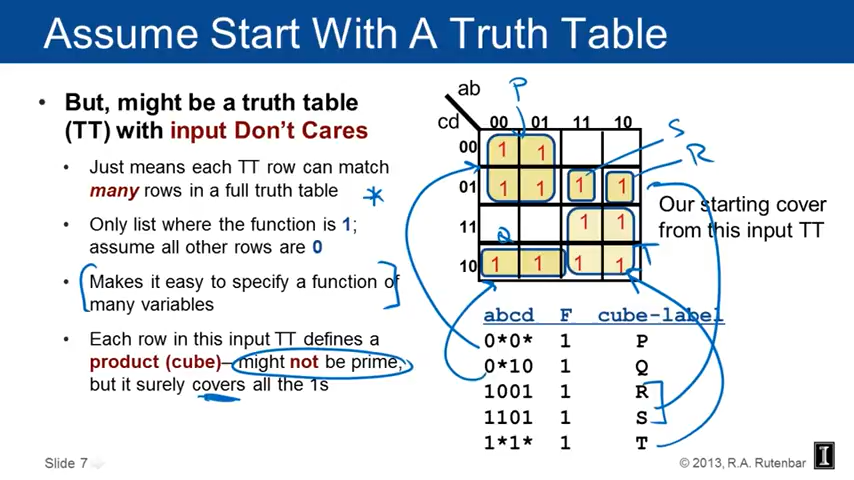 Assume Start With A Truth Table
• But, might be a truth table
(TT) with input Don't Cares
• Just means each TT row can match
many rows in a full truth table *
• Only list where the function is 1;
assume all other rows are 0
• Makes it easy to specify a function of
many variables
• Each row in this input TT defines a
product (cube)–might not be prime,
but it surely covers all the 1s
P
ab
cd 00 01 11 10
S
R
00 1 1
01 1 1 1 1
11 1 1
Q
T
10 1 1 1 1
Our starting cover
from this input TT
abcd F cube-label
0*0* 1 P
0*10 1 Q
1001 1 R
1101 1 S
1*1* 1 T
Slide 7
© 2013, R.A. Rutenbar I